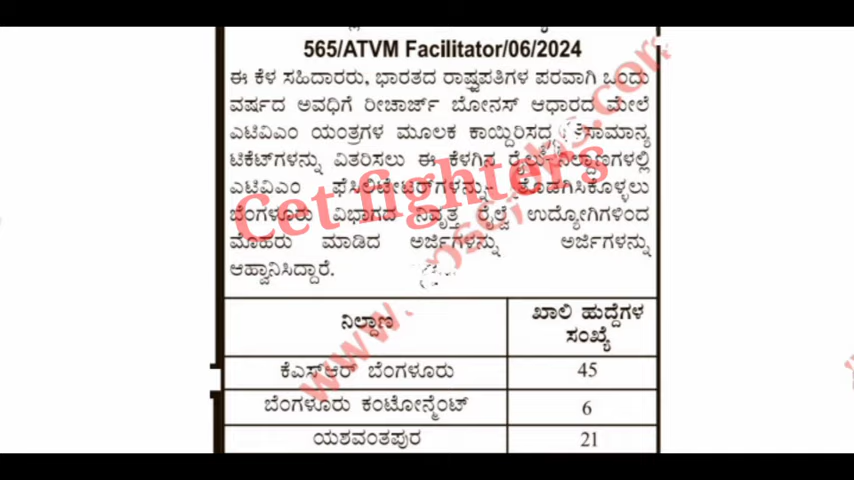 565/ATVM Facilitator/06/2024
ಈ ಕೆಳ ಸಹಿದಾರರು, ಭಾರತದ ರಾಷ್ಟ್ರಪತಿಗಳ ಪರವಾಗಿ ಒಂದು
ವರ್ಷದ ಅವಧಿಗೆ ರೀಚಾರ್ಜ್ ಬೋನಸ್ ಆಧಾರದ ಮೇಲೆ
ಎಟಿವಿಎಂ ಯಂತ್ರಗಳ ಮೂಲಕ ಕಾಯ್ದಿರಿಸದ ಸಾಮಾನ್ಯ
ಟಿಕೆಟ್‌ಗಳನ್ನು ವಿತರಿಸಲು ಈ ಕೆಳಗಿನ ರೈಲು ನಿಲ್ದಾಣಗಳಲ್ಲಿ
ಎಟಿವಿಎಂ ಫೆಸಿಲಿಟೇಟರ್‌ಗಳನ್ನು ತೊಡಗಿಸಿಕೊಳ್ಳಲು
ಬೆಂಗಳೂರು ವಿಭಾಗದ ನಿವೃತ್ತ ರೈಲ್ವೆ ಉದ್ಯೋಗಿಗಳಿಂದ
ಮೊಹರು ಮಾಡಿದ ಅರ್ಜಿಗಳನ್ನು ಅರ್ಜಿಗಳನ್ನು
ಆಹ್ವಾನಿಸಿದ್ದಾರೆ.
Cet fighters
ನಿಲ್ದಾಣ ಖಾಲಿ ಹುದ್ದೆಗಳ
ಸಂಖ್ಯೆ
ಕೆಎಸ್ಆರ್ ಬೆಂಗಳೂರು 45
ಬೆಂಗಳೂರು ಕಂಟೋನ್ಮೆಂಟ್ 6
ಯಶವಂತಪುರ 21